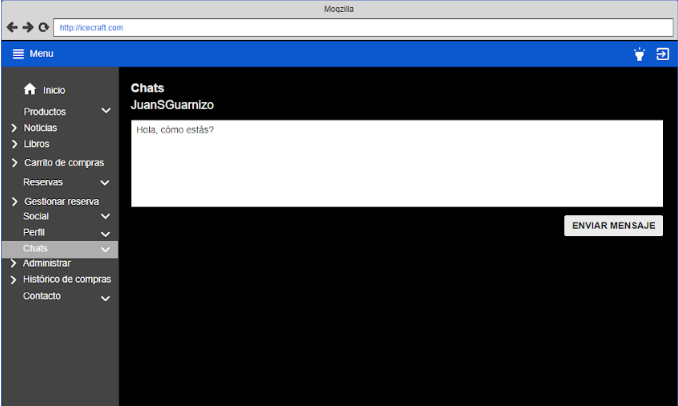 Moqzilla
http://icecraft.com
Menu
Inicio
Productos
Noticias
Libros
Carrito de compras
Reservas
Gestionar reserva
Social
Perfil
Chats
Administrar
Histórico de compras
Contacto
Chats
JuanSGuarnizo
Hola, cómo estás?
ENVIAR MENSAJE